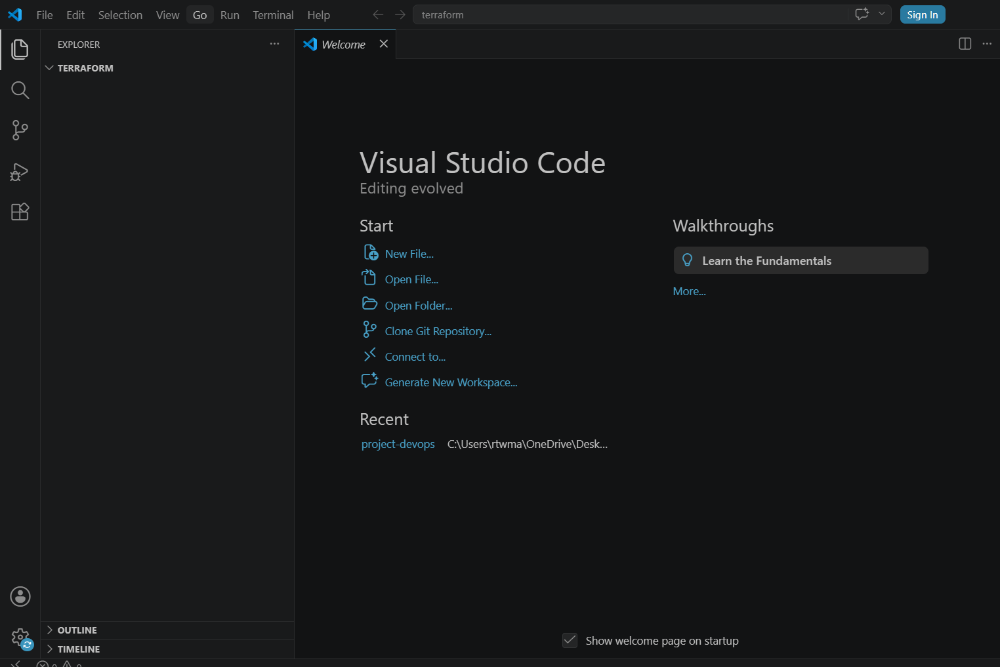 File Edit Selection View Go Run Terminal Help
terraform
Sign In
EXPLORER
TERRAFORM
Welcome
Visual Studio Code
Editing evolved
Start
New File...
Open File...
Open Folder...
Clone Git Repository...
Connect to...
Generate New Workspace...
Recent
project-devops C:\Users\rtwma\OneDrive\Desk...
Walkthroughs
Learn the Fundamentals
More...
OUTLINE
TIMELINE
Show welcome page on startup
0 0